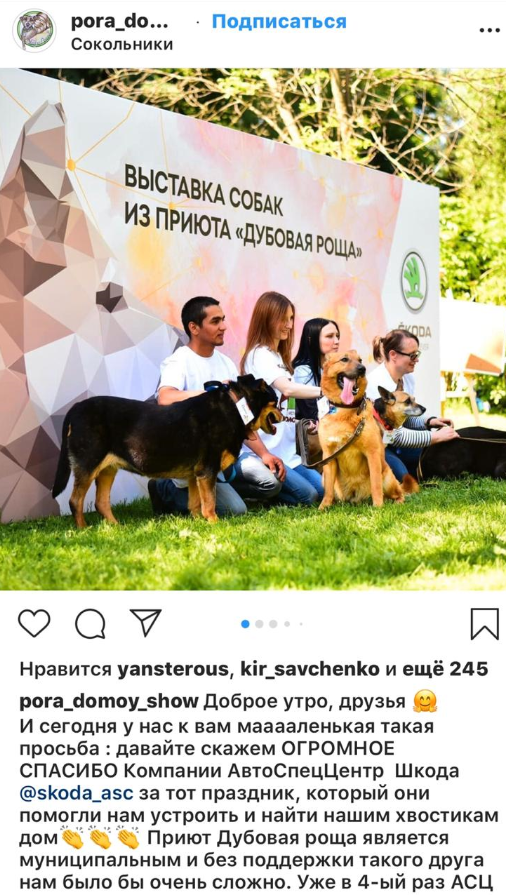 pora_do... · Подписаться
Сокольники
ВЫСТАВКА СОБАК
ИЗ ПРИЮТА «ДУБОВАЯ РОЩА»
ŠKODA
Нравится yansterous, kir_savchenko и ещё 245
pora_domoy_show Доброе утро, друзья 🤗
И сегодня у нас к вам мааааленькая такая
просьба : давайте скажем ОГРОМНОЕ
СПАСИБО Компании АвтоСпецЦентр Шкода
@skoda_asc за тот праздник, который они
помогли нам устроить и найти нашим хвостикам
дом👏👏👏 Приют Дубовая роща является
муниципальным и без поддержки такого друга
нам было бы очень сложно. Уже в 4-ый раз АСЦ